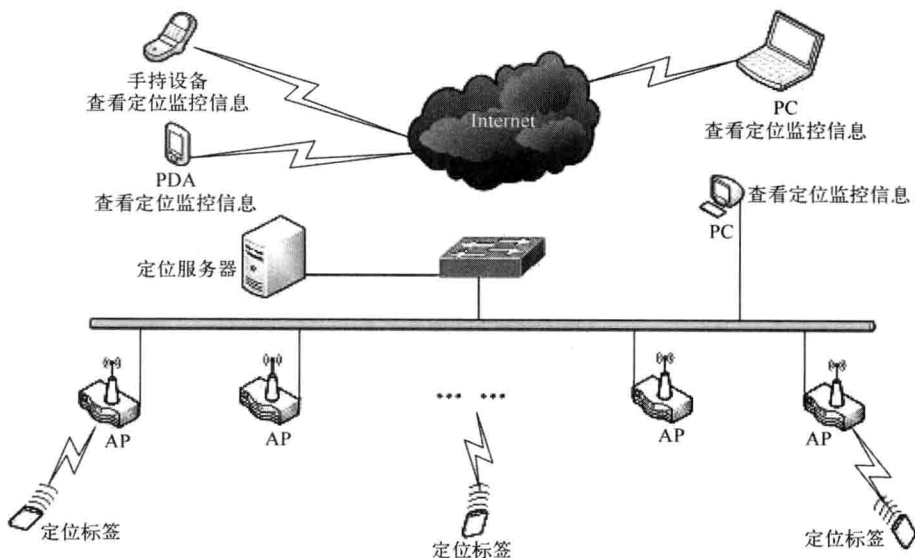 手持设备
查看定位监控信息
Internet
PC
查看定位监控信息
PDA
查看定位监控信息
查看定位监控信息
PC
定位服务器
... ...
AP
AP
AP
AP
定位标签
定位标签
定位标签